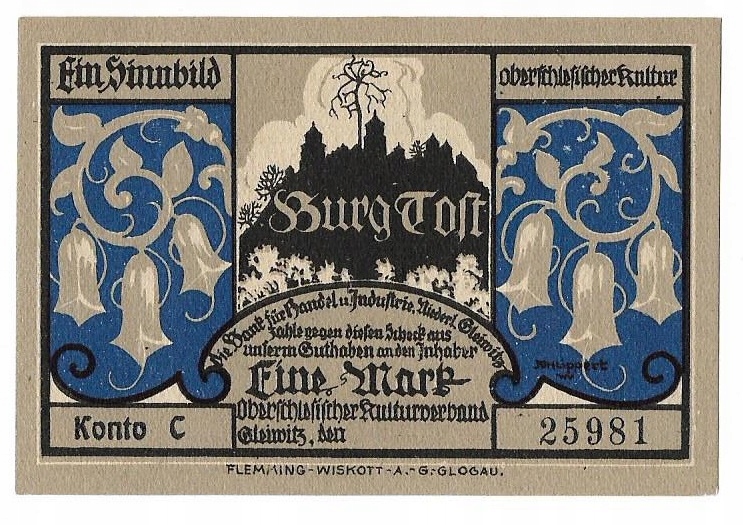 Ein Sinnbild
oberschlesischer Kultur
Burg Tost
Die Bank für Handel u. Industrie, Niederl. Gleiwitz
zahle gegen diesen Scheck aus
unserm Guthaben an den Inhaber
Eine Mark
Oberschlesischer Kulturverband
Gleiwitz, den
Konto C
25981
FLEMMING-WISKOTT-A.-G-GLOGAU.